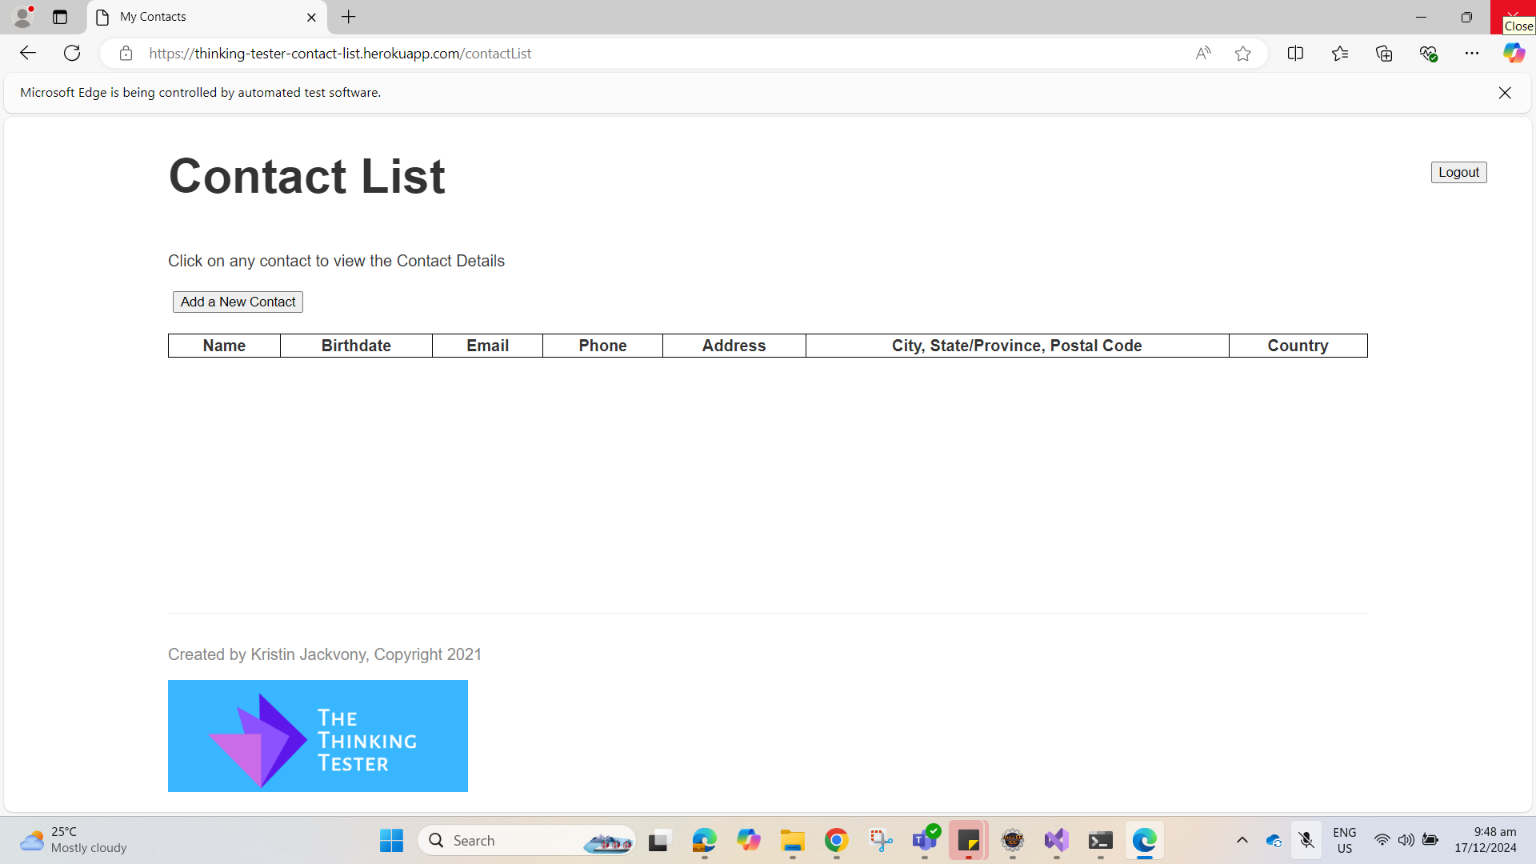 My Contacts
Close
https://thinking-tester-contact-list.herokuapp.com/contactList
Microsoft Edge is being controlled by automated test software.
Contact List
Logout
Click on any contact to view the Contact Details
Add a New Contact
Name Birthdate Email Phone Address City, State/Province, Postal Code Country
Created by Kristin Jackvony, Copyright 2021
THE
THINKING
TESTER
25°C
Mostly cloudy
Search
ENG
US
9:48 am
17/12/2024